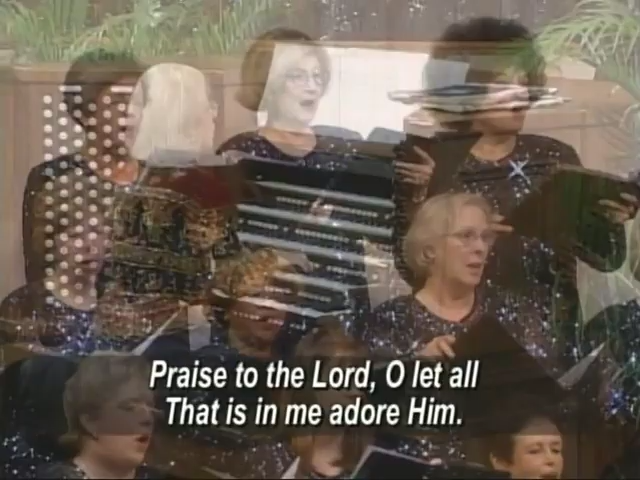 Praise to the Lord, O let all
That is in me adore Him.